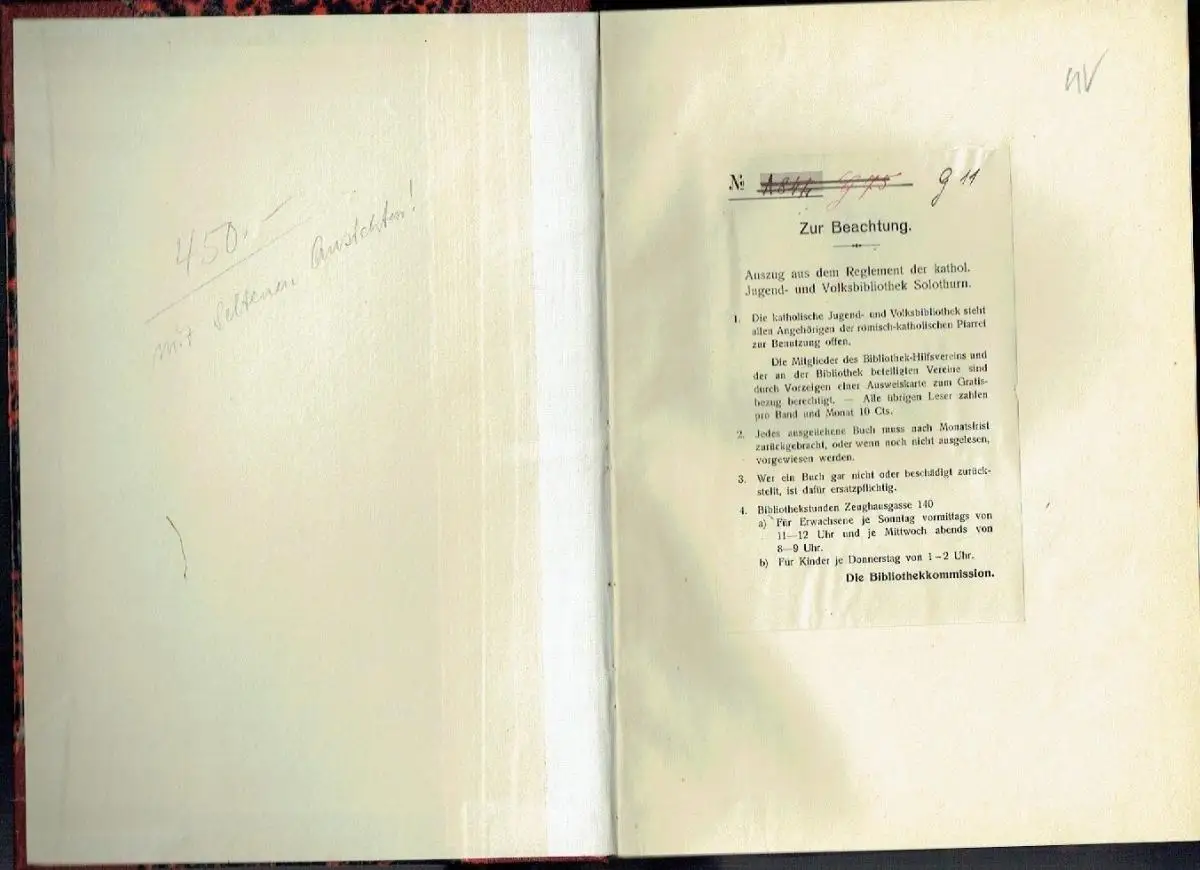 450.-
mit seltenen Ansichten!
№ g 11
Zur Beachtung.
Auszug aus dem Reglement der kathol.
Jugend- und Volksbibliothek Solothurn.
1. Die katholische Jugend- und Volksbibliothek steht
allen Angehörigen der römisch-katholischen Pfarrei
zur Benutzung offen.
Die Mitglieder des Bibliothek-Hilfsvereins und
der an der Bibliothek beteiligten Vereine sind
durch Vorzeigen einer Ausweiskarte zum Gratis-
bezug berechtigt. — Alle übrigen Leser zahlen
pro Band und Monat 10 Cts.
2. Jedes ausgeliehene Buch muss nach Monatsfrist
zurückgebracht, oder wenn noch nicht ausgelesen,
vorgewiesen werden.
3. Wer ein Buch gar nicht oder beschädigt zurück-
stellt, ist dafür ersatzpflichtig.
4. Bibliothekstunden Zeughausgasse 140
a) Für Erwachsene je Sonntag vormittags von
11—12 Uhr und je Mittwoch abends von
8—9 Uhr.
b) Für Kinder je Donnerstag von 1–2 Uhr.
Die Bibliothekkommission.